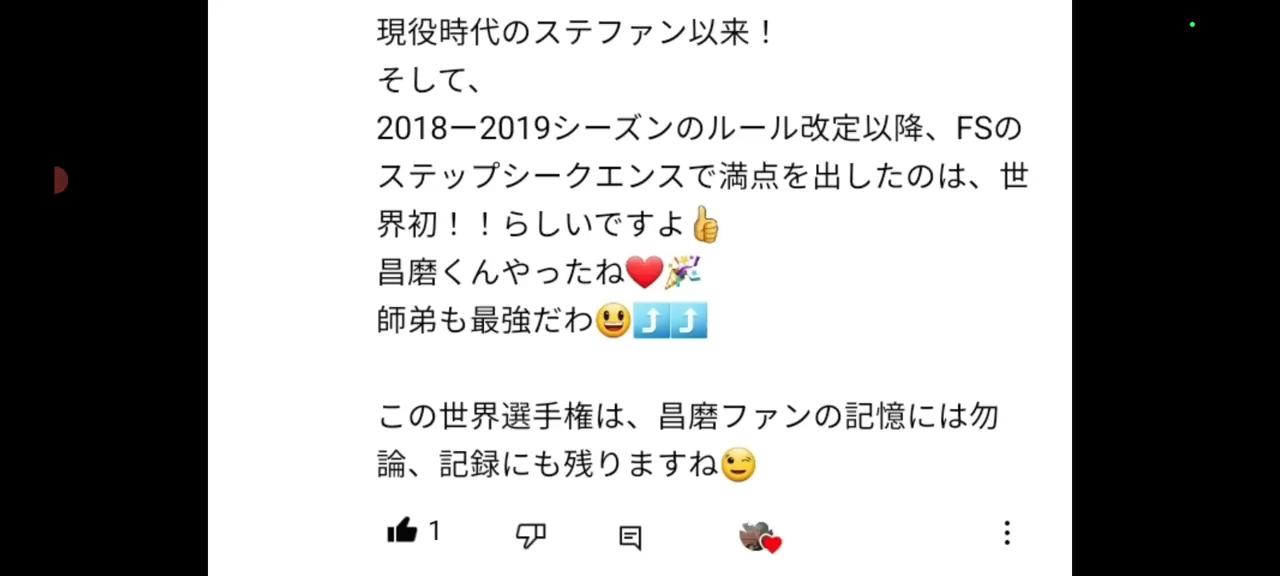 現役時代のステファン以来！
そして、
2018ー2019シーズンのルール改定以降、FSの
ステップシークエンスで満点を出したのは、世
界初！！らしいですよ👍
昌磨くんやったね❤️🎉
師弟も最強だわ😃⤴️⤴️
この世界選手権は、昌磨ファンの記憶には勿
論、記録にも残りますね😉
1